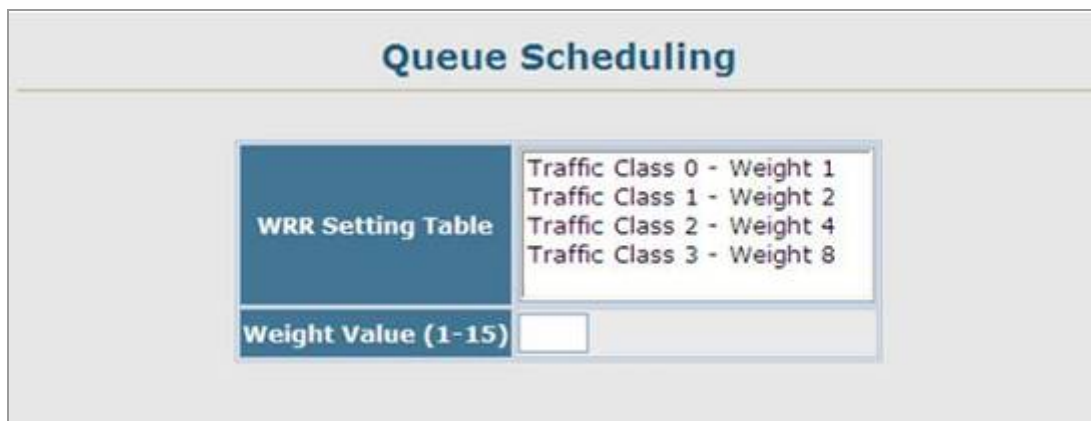 Queue Scheduling
WRR Setting Table
Traffic Class 0 - Weight 1
Traffic Class 1 - Weight 2
Traffic Class 2 - Weight 4
Traffic Class 3 - Weight 8
Weight Value (1-15)